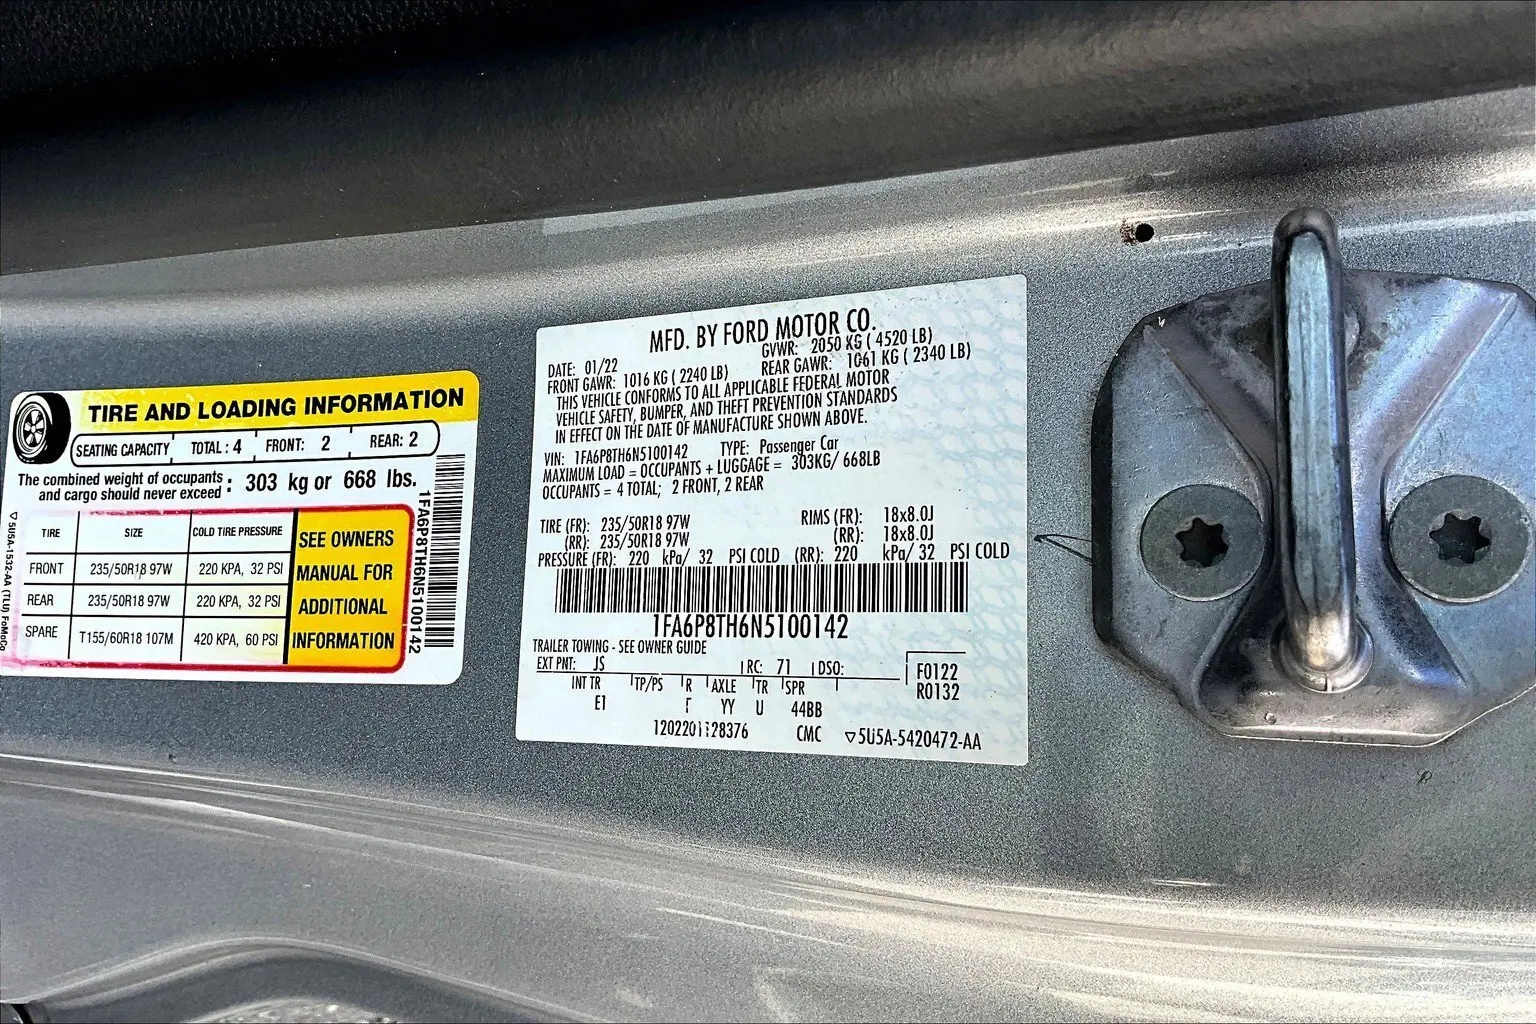 TIRE AND LOADING INFORMATION
SEATING CAPACITY TOTAL: 4 FRONT: 2 REAR: 2
The combined weight of occupants and cargo should never exceed : 303 kg or 668 lbs.
TIRE SIZE COLD TIRE PRESSURE
FRONT 235/50R18 97W 220 KPA, 32 PSI
REAR 235/50R18 97W 220 KPA, 32 PSI
SPARE T155/60R18 107M 420 KPA, 60 PSI
SEE OWNERS
MANUAL FOR
ADDITIONAL
INFORMATION
1FA6P8TH6N5100142
5U5A-1532-AA (TLU) FoMoCo
MFD. BY FORD MOTOR CO.
DATE: 01/22 GVWR: 2050 KG ( 4520 LB)
FRONT GAWR: 1016 KG ( 2240 LB) REAR GAWR: 1061 KG ( 2340 LB)
THIS VEHICLE CONFORMS TO ALL APPLICABLE FEDERAL MOTOR
VEHICLE SAFETY, BUMPER, AND THEFT PREVENTION STANDARDS
IN EFFECT ON THE DATE OF MANUFACTURE SHOWN ABOVE.
VIN: 1FA6P8TH6N5100142 TYPE: Passenger Car
MAXIMUM LOAD = OCCUPANTS + LUGGAGE = 303KG/ 668LB
OCCUPANTS = 4 TOTAL; 2 FRONT, 2 REAR
TIRE (FR): 235/50R18 97W RIMS (FR): 18x8.0J
(RR): 235/50R18 97W (RR): 18x8.0J
PRESSURE (FR): 220 kPa/ 32 PSI COLD (RR): 220 kPa/ 32 PSI COLD
1FA6P8TH6N5100142
TRAILER TOWING - SEE OWNER GUIDE
EXT PNT: JS RC: 71 DSO:
F0122
R0132
INT TR TP/PS R AXLE TR SPR
YY U 44BB
CMC 5U5A-5420472-AA